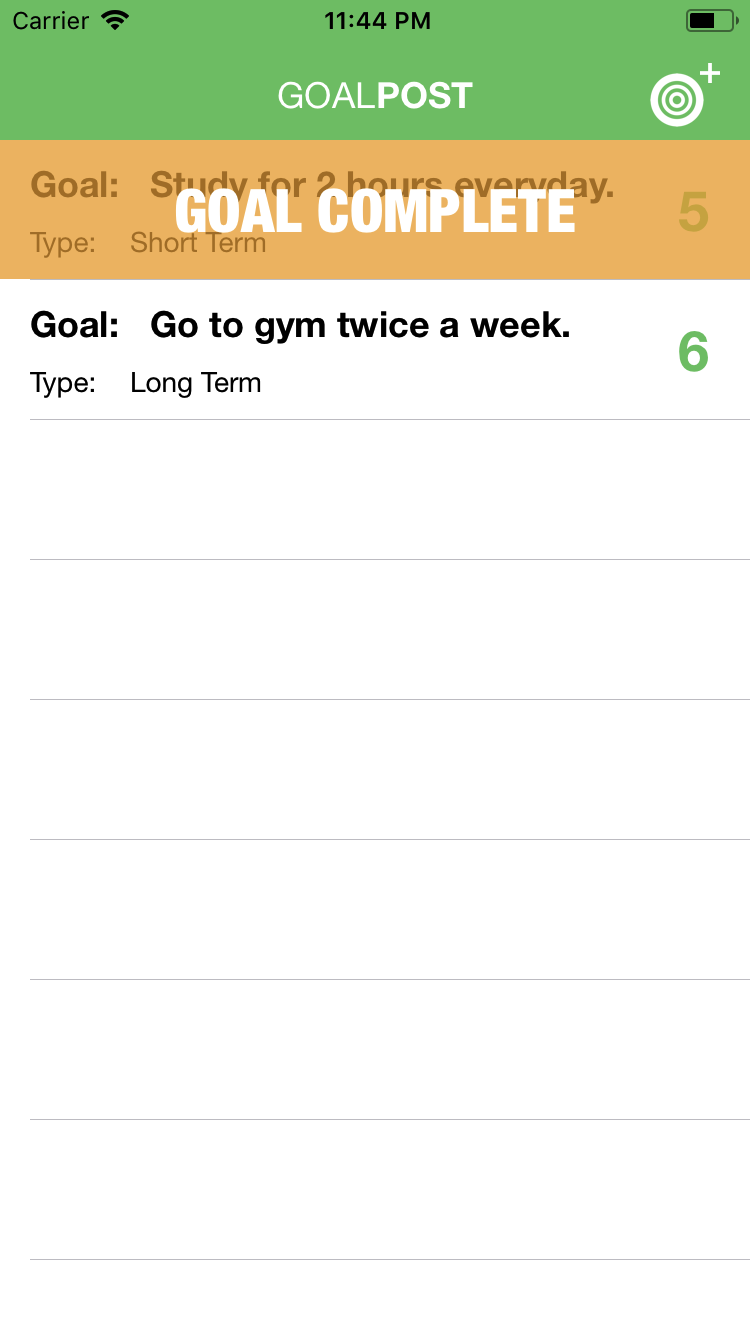 Carrier 11:44 PM
GOALPOST
Goal: Study for 2 hours everyday.
GOAL COMPLETE
5
Type: Short Term
Goal: Go to gym twice a week.
6
Type: Long Term